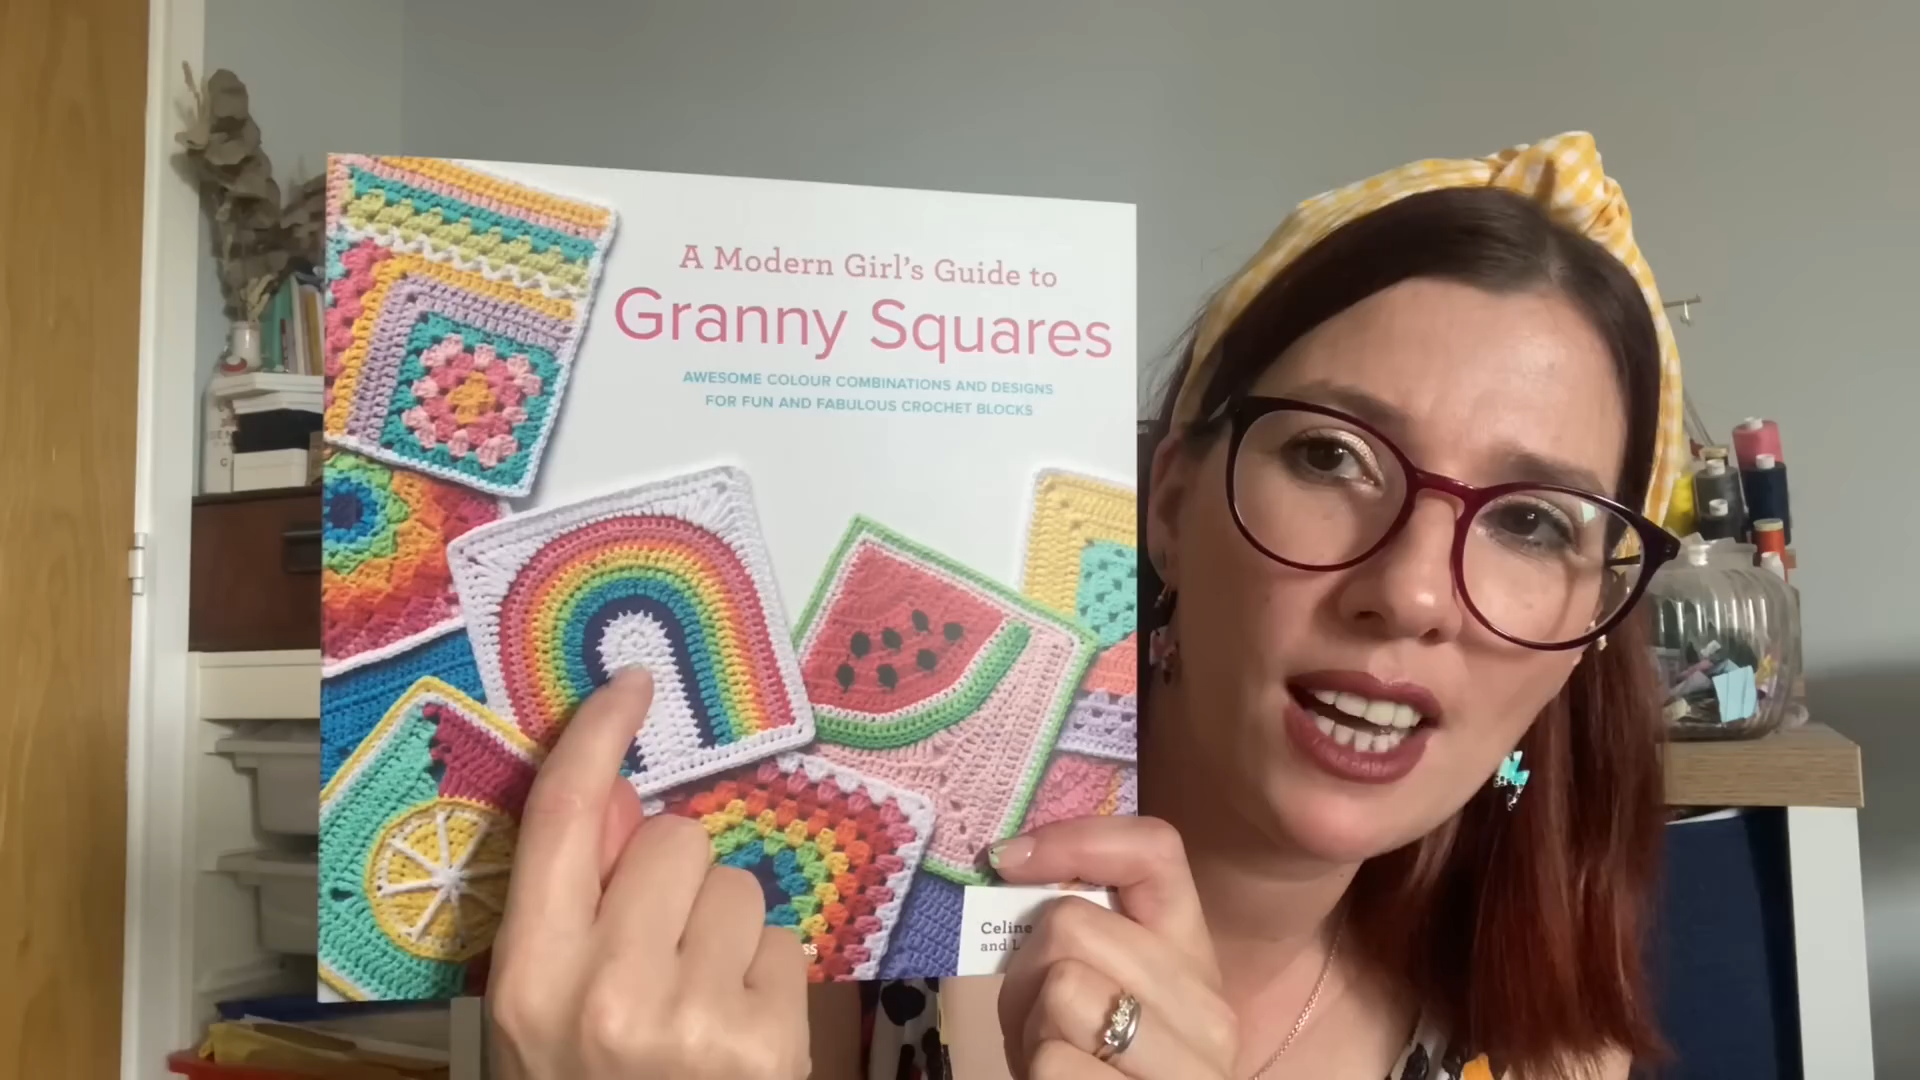 A Modern Girl's Guide to
Granny Squares
AWESOME COLOUR COMBINATIONS AND DESIGNS
FOR FUN AND FABULOUS CROCHET BLOCKS
Celine
and